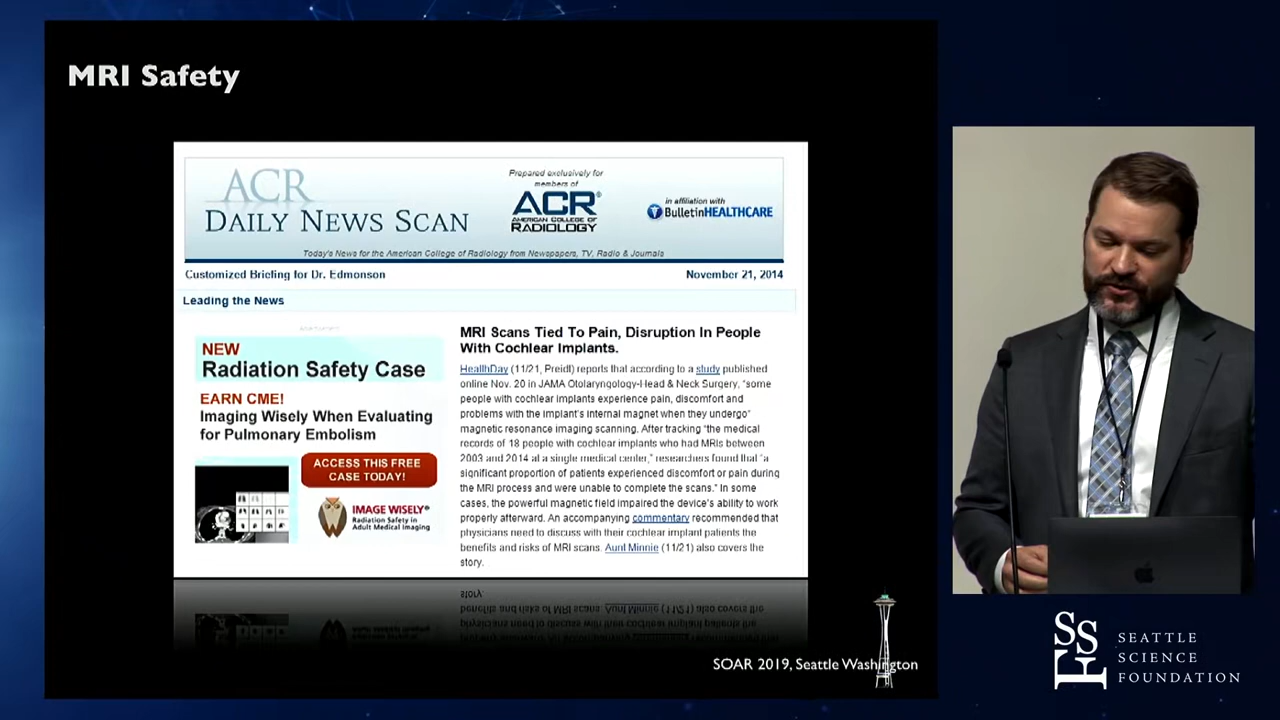 MRI Safety
ACR
DAILY NEWS SCAN
Prepared exclusively for
members of
ACR®
AMERICAN COLLEGE OF
RADIOLOGY
in affiliation with
BulletinHEALTHCARE
Today's News for the American College of Radiology from Newspapers, TV, Radio & Journals
Customized Briefing for Dr. Edmonson
November 21, 2014
Leading the News
Advertisement
NEW
Radiation Safety Case
EARN CME!
Imaging Wisely When Evaluating
for Pulmonary Embolism
ACCESS THIS FREE
CASE TODAY!
IMAGE WISELY®
Radiation Safety in
Adult Medical Imaging
MRI Scans Tied To Pain, Disruption In People
With Cochlear Implants.
HealthDay (11/21, Preidt) reports that according to a study published
online Nov. 20 in JAMA Otolaryngology-Head & Neck Surgery, "some
people with cochlear implants experience pain, discomfort and
problems with the implant's internal magnet when they undergo"
magnetic resonance imaging scanning. After tracking "the medical
records of 18 people with cochlear implants who had MRIs between
2003 and 2014 at a single medical center," researchers found that "a
significant proportion of patients experienced discomfort or pain during
the MRI process and were unable to complete the scans." In some
cases, the powerful magnetic field impaired the device's ability to work
properly afterward. An accompanying commentary recommended that
physicians need to discuss with their cochlear implant patients the
benefits and risks of MRI scans. Aunt Minnie (11/21) also covers the
story.
SOAR 2019, Seattle Washington
SSF
SEATTLE
SCIENCE
FOUNDATION